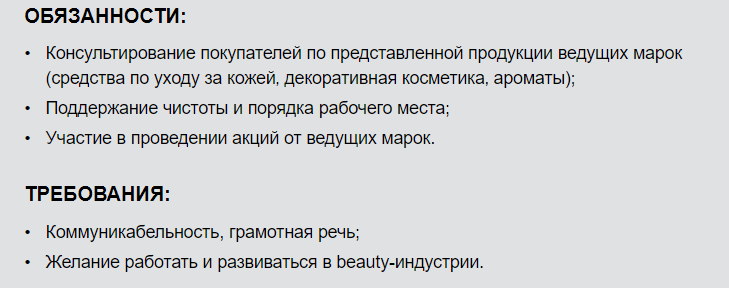 ОБЯЗАННОСТИ:
• Консультирование покупателей по представленной продукции ведущих марок
(средства по уходу за кожей, декоративная косметика, ароматы);
• Поддержание чистоты и порядка рабочего места;
• Участие в проведении акций от ведущих марок.
ТРЕБОВАНИЯ:
• Коммуникабельность, грамотная речь;
• Желание работать и развиваться в beauty-индустрии.